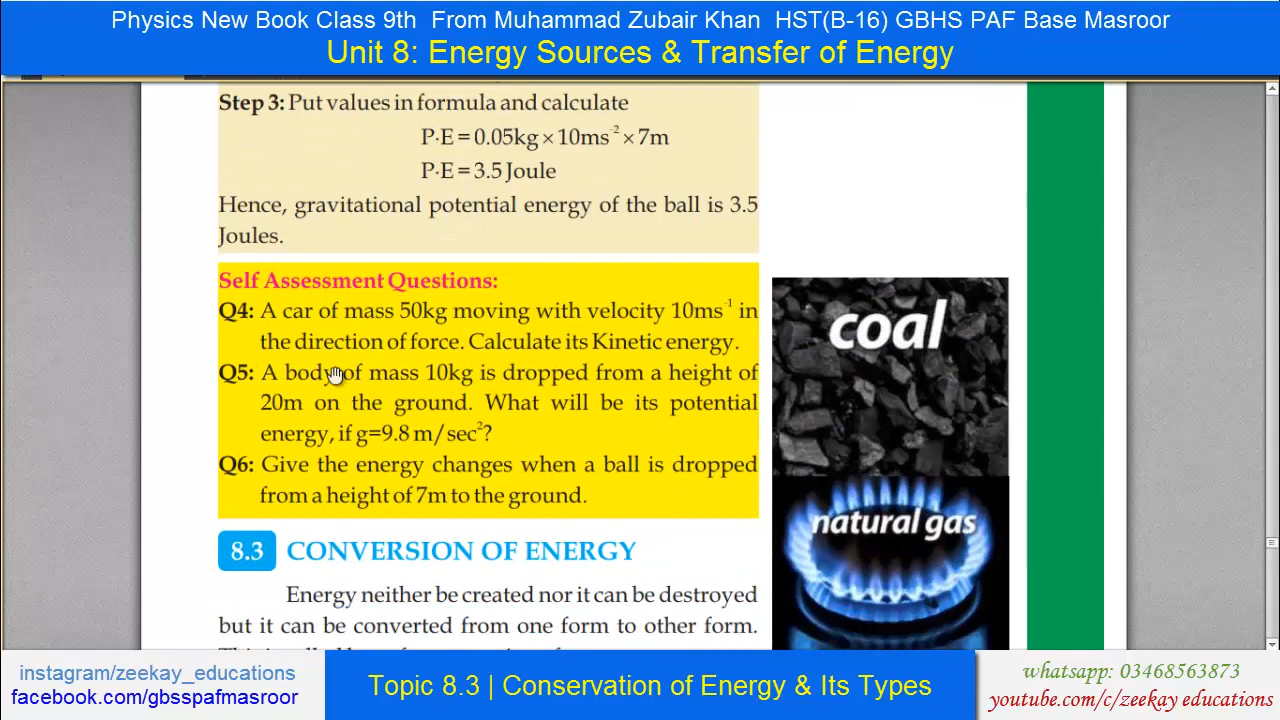 Physics New Book Class 9th From Muhammad Zubair Khan HST(B-16) GBHS PAF Base Masroor
Unit 8: Energy Sources & Transfer of Energy
Step 3: Put values in formula and calculate
P·E = 0.05kg × 10ms⁻² × 7m
P·E = 3.5 Joule
Hence, gravitational potential energy of the ball is 3.5
Joules.
Self Assessment Questions:
Q4: A car of mass 50kg moving with velocity 10ms⁻¹ in
the direction of force. Calculate its Kinetic energy.
Q5: A body of mass 10kg is dropped from a height of
20m on the ground. What will be its potential
energy, if g=9.8 m/sec²?
Q6: Give the energy changes when a ball is dropped
from a height of 7m to the ground.
coal
natural gas
8.3 CONVERSION OF ENERGY
Energy neither be created nor it can be destroyed
but it can be converted from one form to other form.
instagram/zeekay_educations
facebook.com/gbsspafmasroor
Topic 8.3 | Conservation of Energy & Its Types
whatsapp: 03468563873
youtube.com/c/zeekay educations